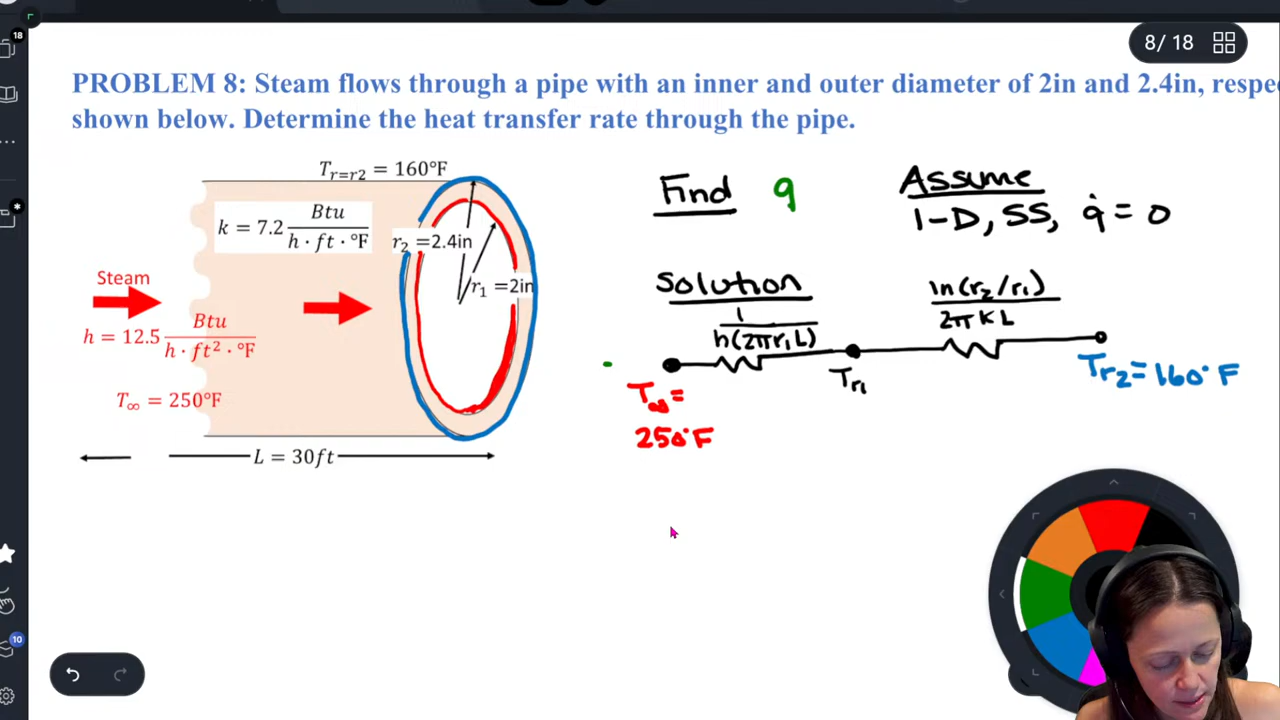 18
8/ 18
PROBLEM 8: Steam flows through a pipe with an inner and outer diameter of 2in and 2.4in,
shown below. Determine the heat transfer rate through the pipe.
T_{r=r2} = 160°F
k = 7.2 Btu / h · ft · °F
r₂ =2.4in
r₁ =2in
Steam
h = 12.5 Btu / h · ft² · °F
T∞ = 250°F
L = 30ft
Find q
Assume
1-D, SS, q̇ = 0
Solution
1 / h(2πr₁L)
ln(r₂/r₁) / 2πKL
T∞ =
250°F
Tr₁
Tr₂ = 160°F
10